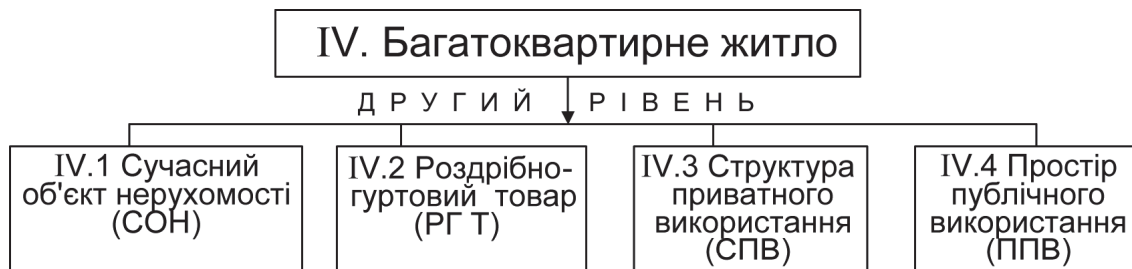 IV. Багатоквартирне житло
ДРУГИЙ РІВЕНЬ
IV.1 Сучасний
об'єкт нерухомості
(СОН)
IV.2 Роздрібно-
гуртовий товар
(РГ Т)
IV.3 Структура
приватного
використання
(СПВ)
IV.4 Простір
публічного
використання
(ППВ)